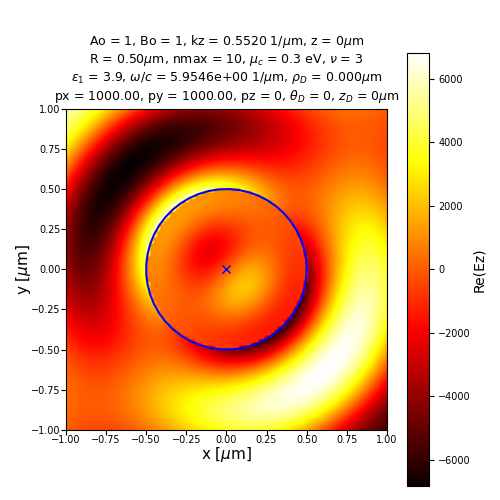 Ao = 1, Bo = 1, kz = 0.5520 1/μm, z = 0μm
R = 0.50μm, nmax = 10, μc = 0.3 eV, ν = 3
ε1 = 3.9, ω/c = 5.9546e+00 1/μm, ρD = 0.000μm
px = 1000.00, py = 1000.00, pz = 0, θD = 0, zD = 0μm
1.00
0.75
0.50
0.25
0.00
−0.25
−0.50
−0.75
−1.00
y [μm]
−1.00 −0.75 −0.50 −0.25 0.00 0.25 0.50 0.75 1.00
x [μm]
6000
4000
2000
0
−2000
−4000
−6000
Re(Ez)